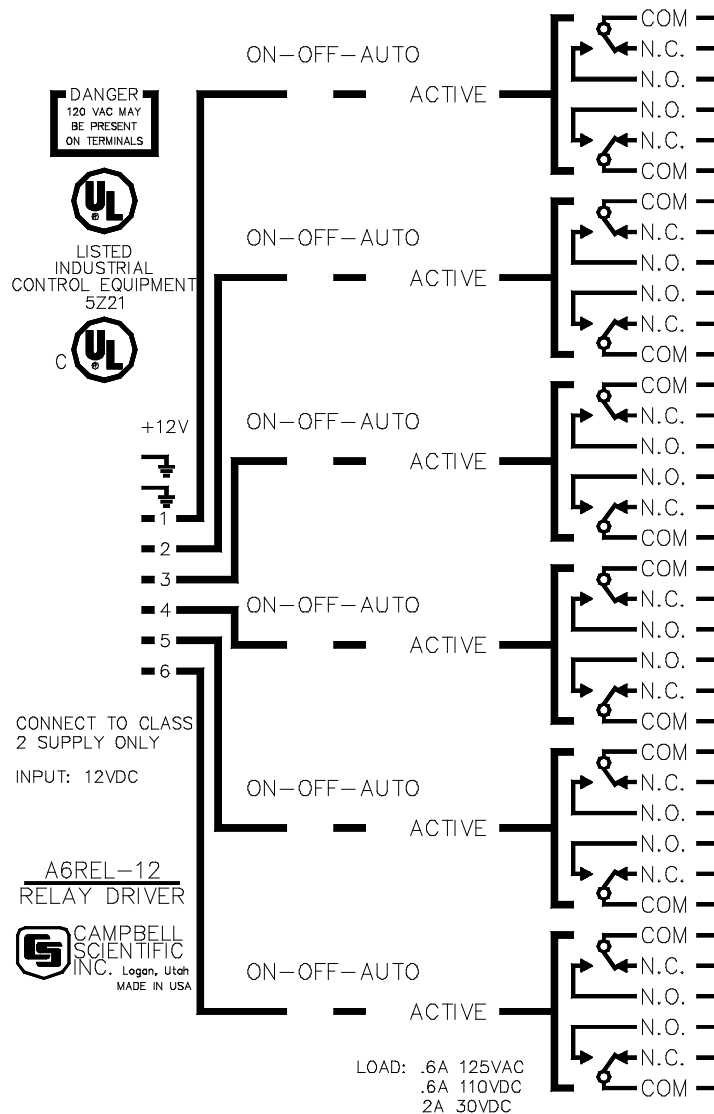 DANGER
120 VAC MAY
BE PRESENT
ON TERMINALS
UL
®
LISTED
INDUSTRIAL
CONTROL EQUIPMENT
5Z21
C UL
®
+12V
1
2
3
4
5
6
CONNECT TO CLASS
2 SUPPLY ONLY
INPUT: 12VDC
A6REL-12
RELAY DRIVER
CS
CAMPBELL
SCIENTIFIC
INC. Logan, Utah
MADE IN USA
ON-OFF-AUTO
ACTIVE
COM
N.C.
N.O.
N.O.
N.C.
COM
ON-OFF-AUTO
ACTIVE
COM
N.C.
N.O.
N.O.
N.C.
COM
ON-OFF-AUTO
ACTIVE
COM
N.C.
N.O.
N.O.
N.C.
COM
ON-OFF-AUTO
ACTIVE
COM
N.C.
N.O.
N.O.
N.C.
COM
ON-OFF-AUTO
ACTIVE
COM
N.C.
N.O.
N.O.
N.C.
COM
ON-OFF-AUTO
ACTIVE
COM
N.C.
N.O.
N.O.
N.C.
COM
LOAD: .6A 125VAC
.6A 110VDC
2A 30VDC